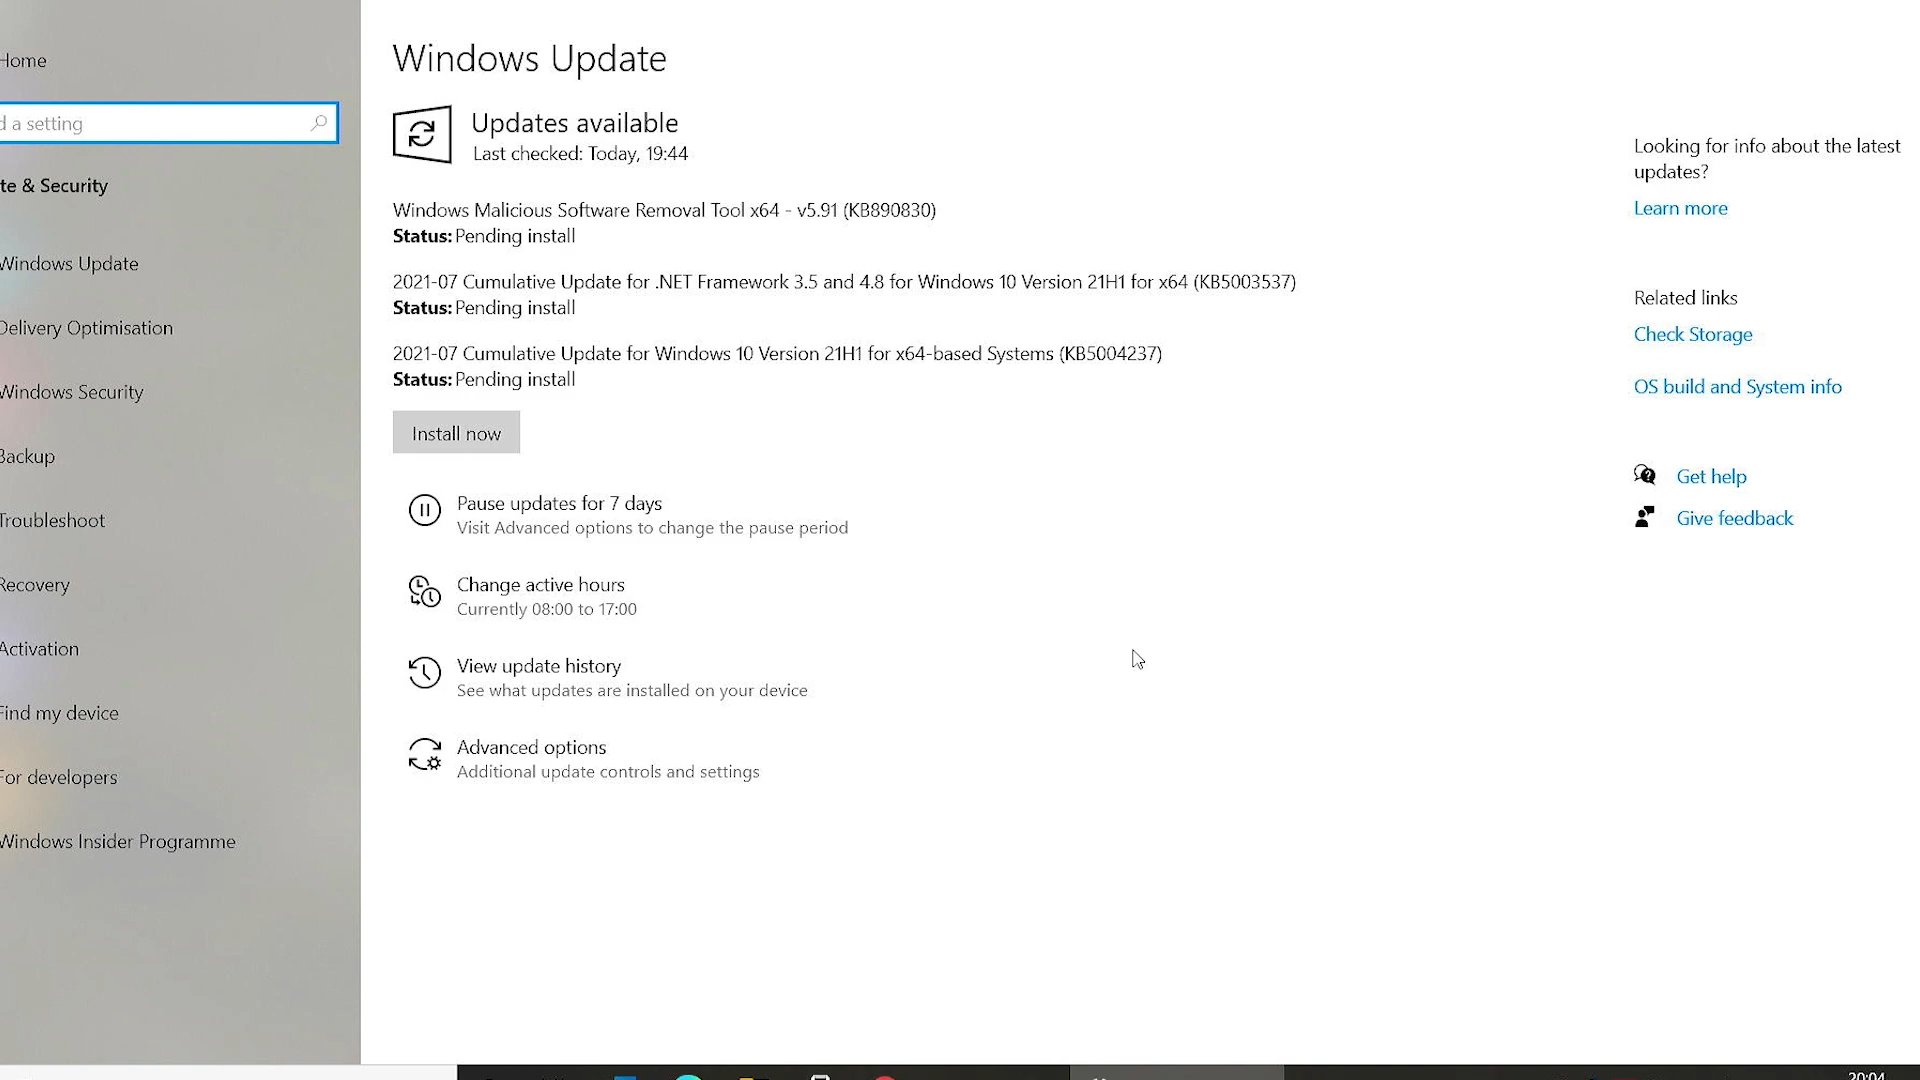 Home
d a setting
te & Security
Windows Update
Delivery Optimisation
Windows Security
Backup
Troubleshoot
Recovery
Activation
Find my device
For developers
Windows Insider Programme
Windows Update
Updates available
Last checked: Today, 19:44
Windows Malicious Software Removal Tool x64 - v5.91 (KB890830)
Status: Pending install
2021-07 Cumulative Update for .NET Framework 3.5 and 4.8 for Windows 10 Version 21H1 for x64 (KB5003537)
Status: Pending install
2021-07 Cumulative Update for Windows 10 Version 21H1 for x64-based Systems (KB5004237)
Status: Pending install
Install now
Pause updates for 7 days
Visit Advanced options to change the pause period
Change active hours
Currently 08:00 to 17:00
View update history
See what updates are installed on your device
Advanced options
Additional update controls and settings
Looking for info about the latest
updates?
Learn more
Related links
Check Storage
OS build and System info
Get help
Give feedback
20:04